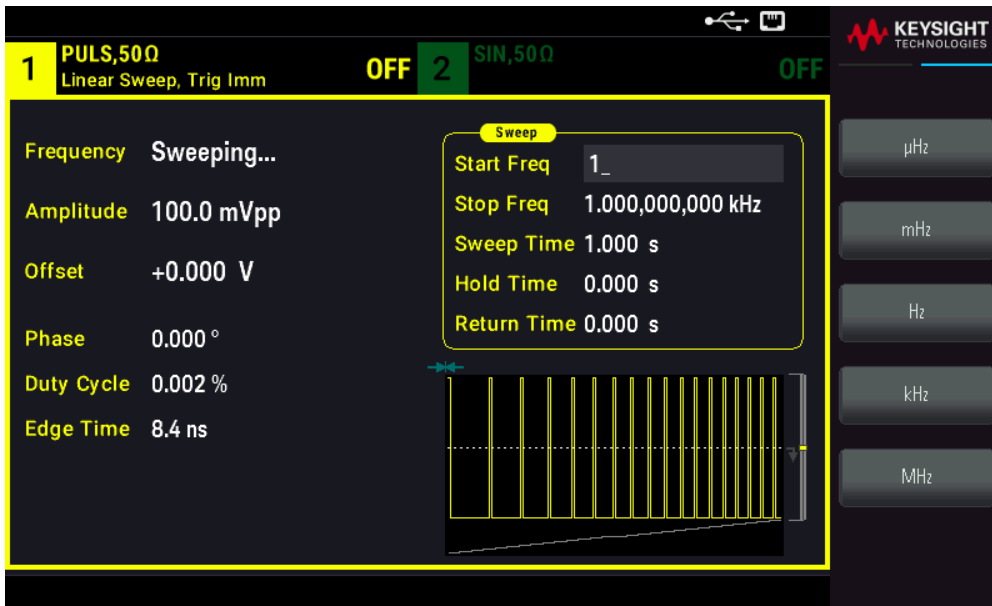 KEYSIGHT
TECHNOLOGIES
1 PULS,50Ω
Linear Sweep, Trig Imm
OFF
2 SIN,50Ω
OFF
Frequency Sweeping...
Amplitude 100.0 mVpp
Offset +0.000 V
Phase 0.000 °
Duty Cycle 0.002 %
Edge Time 8.4 ns
Sweep
Start Freq 1_
Stop Freq 1.000,000,000 kHz
Sweep Time 1.000 s
Hold Time 0.000 s
Return Time 0.000 s
µHz
mHz
Hz
kHz
MHz